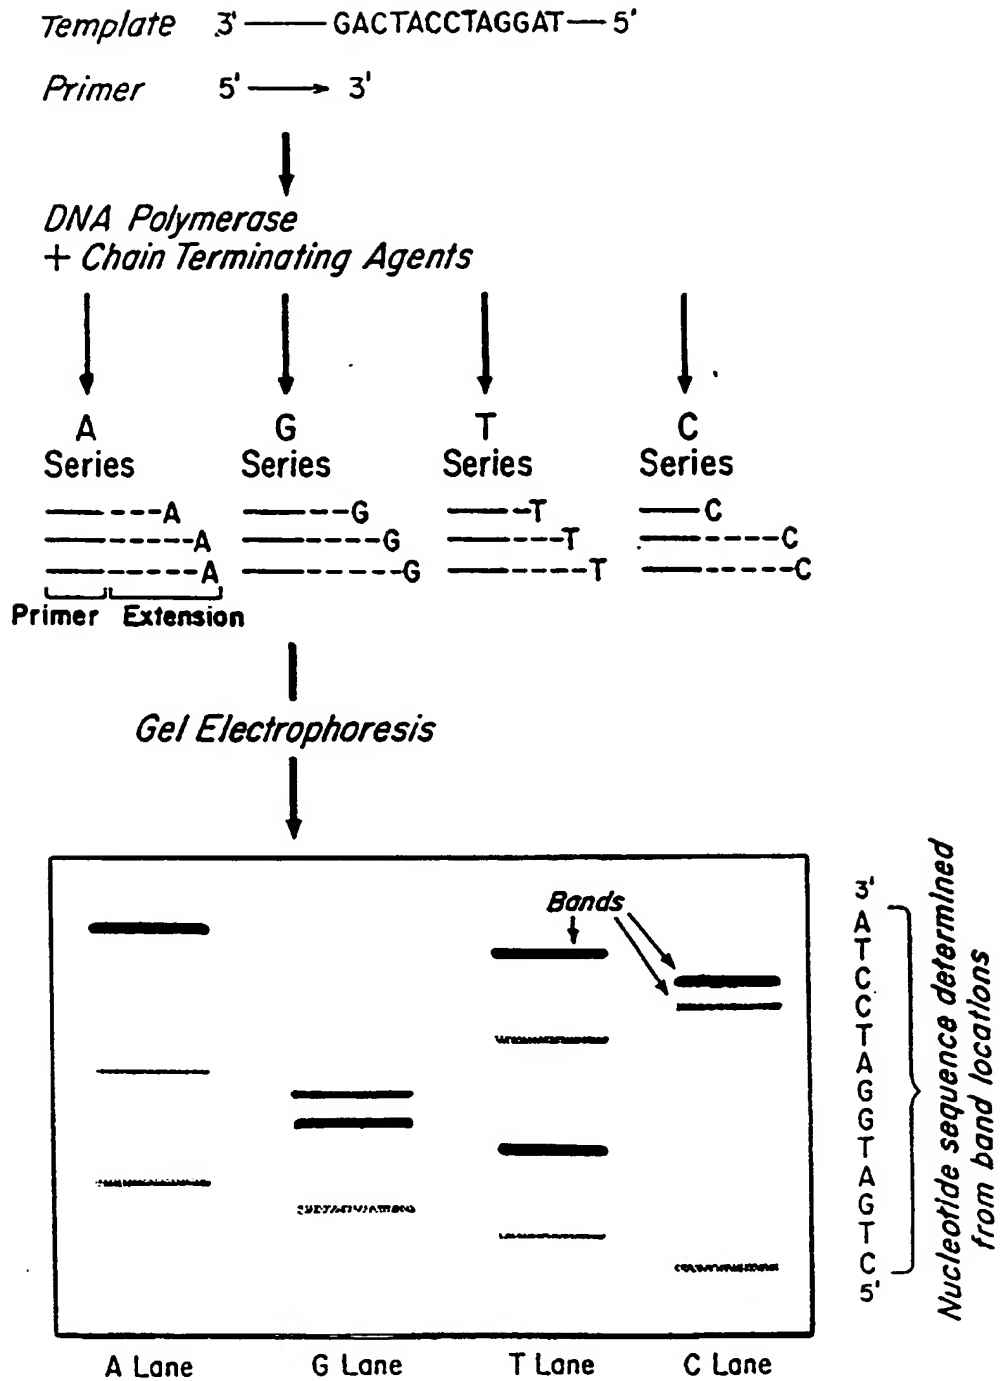 Template 3' GACTACCTAGGAT 5'
Primer 5' 3'
DNA Polymerase
+ Chain Terminating Agents
A G T C
Series Series Series Series
A G T C
A G T C
A G T C
Primer Extension
Gel Electrophoresis
Bands
3'
A
T
C
C
T
A
G
G
T
A
G
T
C
5'
Nucleotide sequence determined
from band locations
A Lane G Lane T Lane C Lane